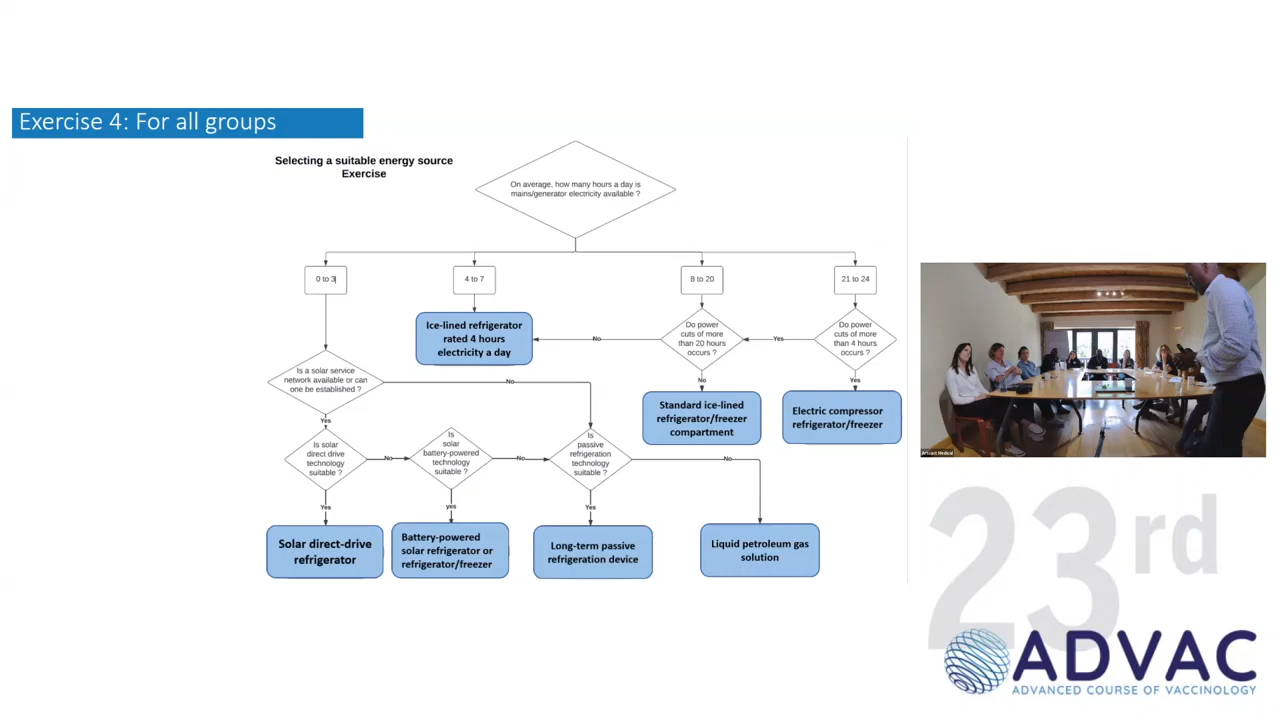 Exercise 4: For all groups
Selecting a suitable energy source
Exercise
On average, how many hours a day is
mains/generator electricity available ?
0 to 3
4 to 7
8 to 20
21 to 24
Ice-lined refrigerator
rated 4 hours
electricity a day
No
Do power
cuts of more
than 20 hours
occurs ?
Yes
Do power
cuts of more
than 4 hours
occurs ?
Is a solar service
network available or can
one be established ?
No
No
Yes
Standard ice-lined
refrigerator/freezer
compartment
Electric compressor
refrigerator/freezer
Yes
Is solar
direct drive
technology
suitable ?
No
Is
solar
battery-powered
technology
suitable ?
No
Is
passive
refrigeration
technology
suitable ?
No
Yes
yes
Yes
Solar direct-drive
refrigerator
Battery-powered
solar refrigerator or
refrigerator/freezer
Long-term passive
refrigeration device
Liquid petroleum gas
solution
Artcast Medical
23rd
ADVAC
ADVANCED COURSE OF VACCINOLOGY